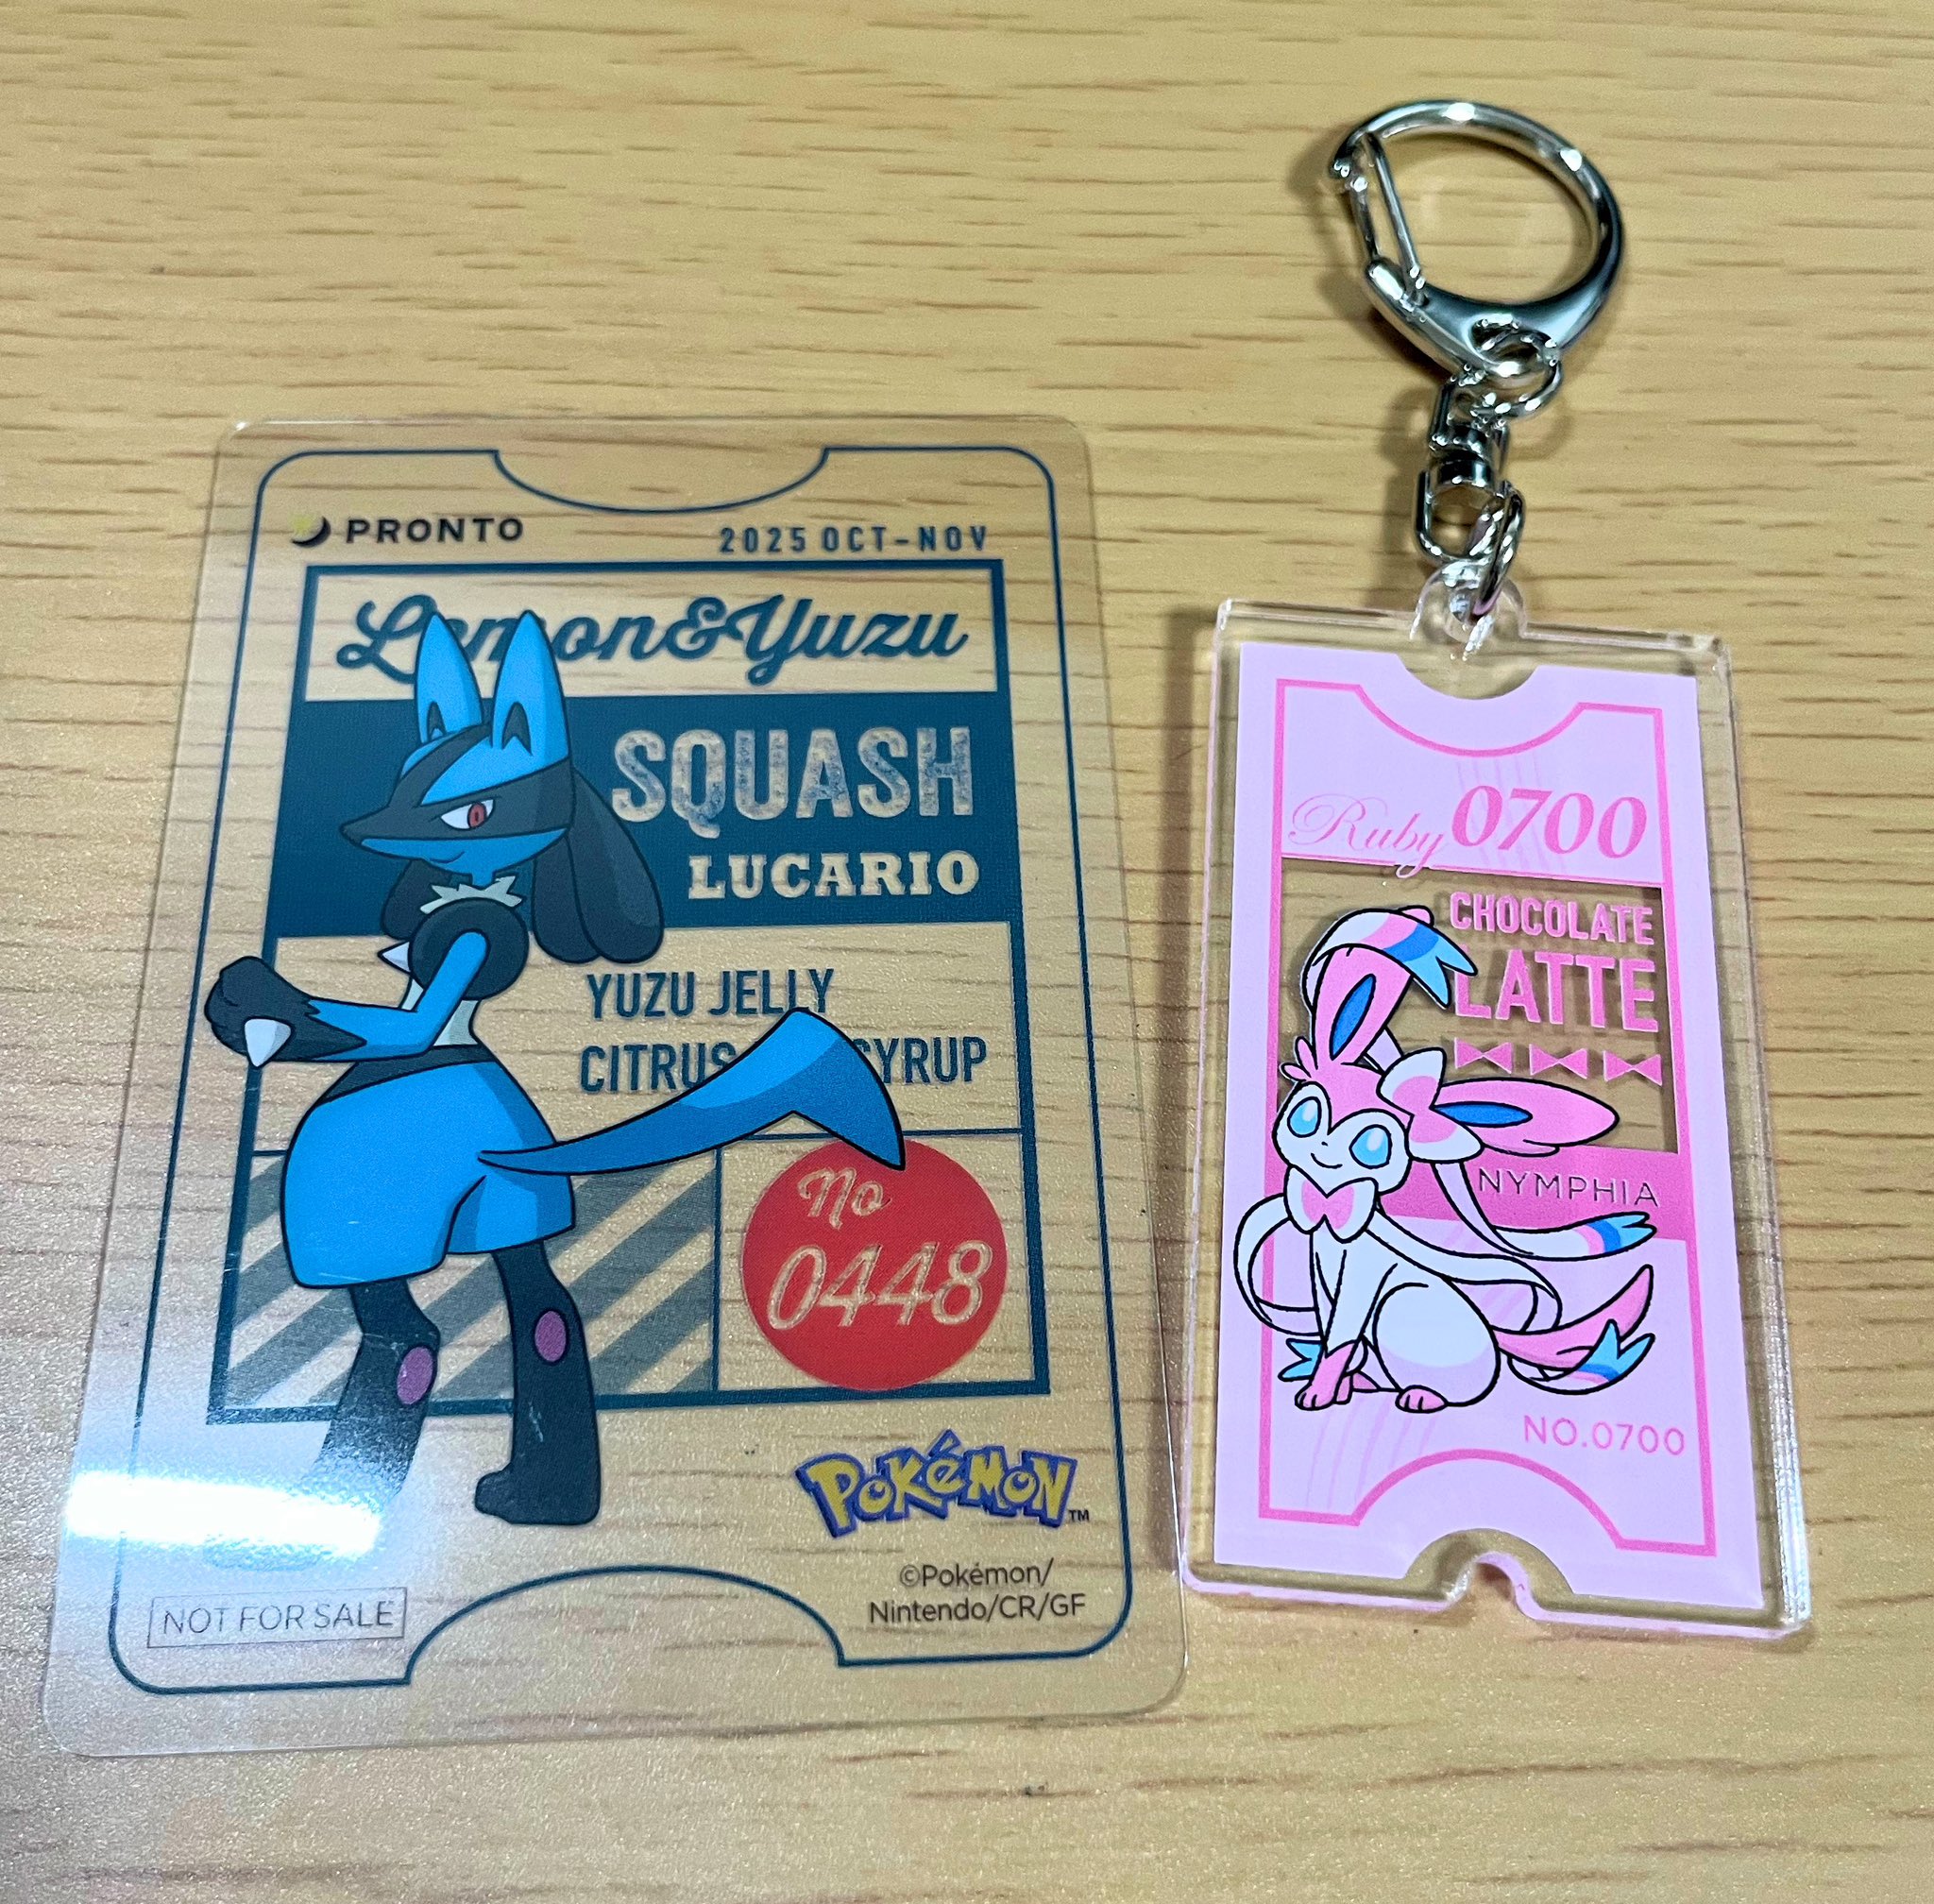 PRONTO
2025 OCT-NOV
Lemon&Yuzu
SQUASH
LUCARIO
YUZU JELLY
CITRUS SYRUP
No
0448
POKéMON™
©Pokémon/
Nintendo/CR/GF
NOT FOR SALE
Ruby 0700
CHOCOLATE
LATTE
NYMPHIA
NO.0700